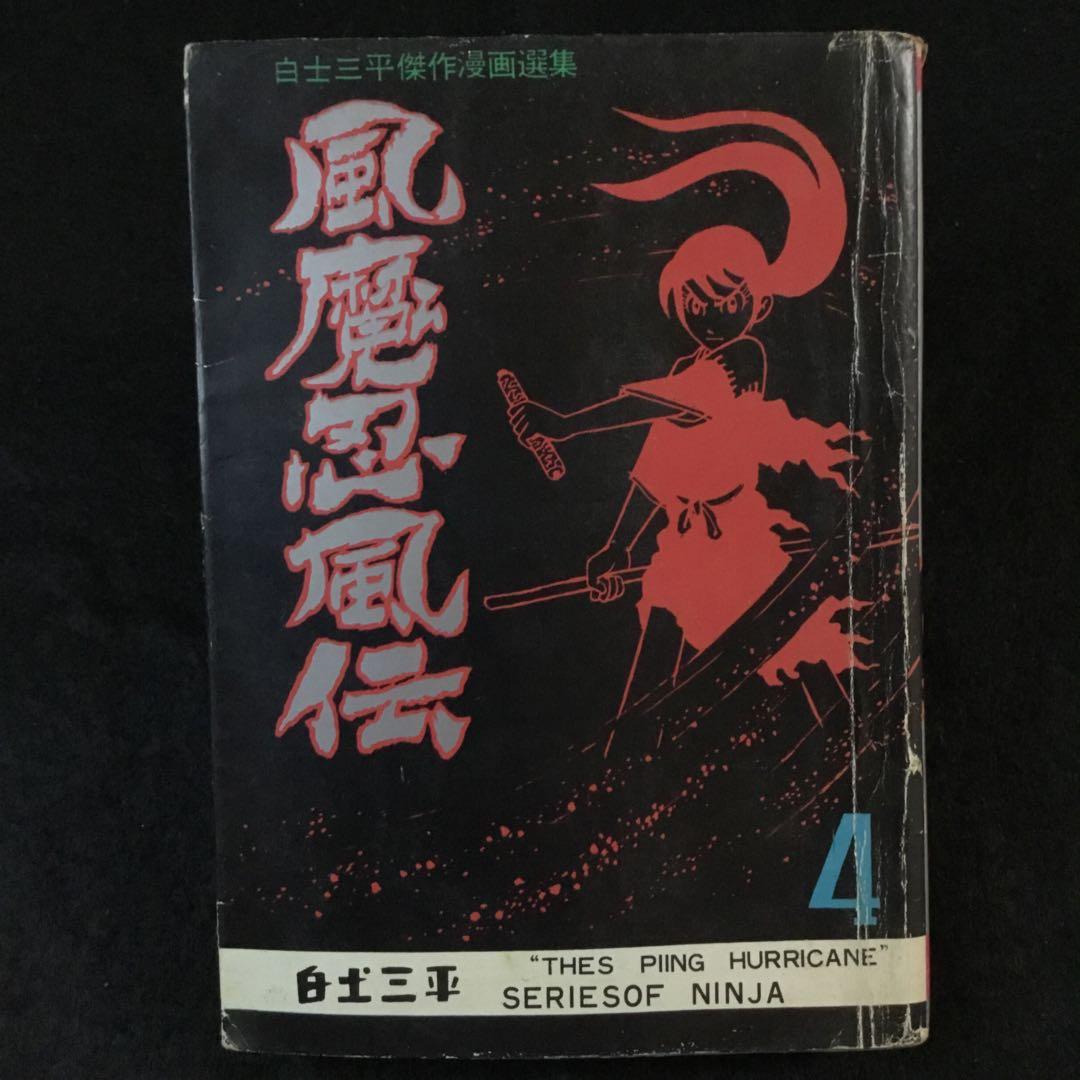 白土三平傑作漫画選集
風魔忍風伝
4
白土三平
"THES PIING HURRICANE"
SERIESOF NINJA